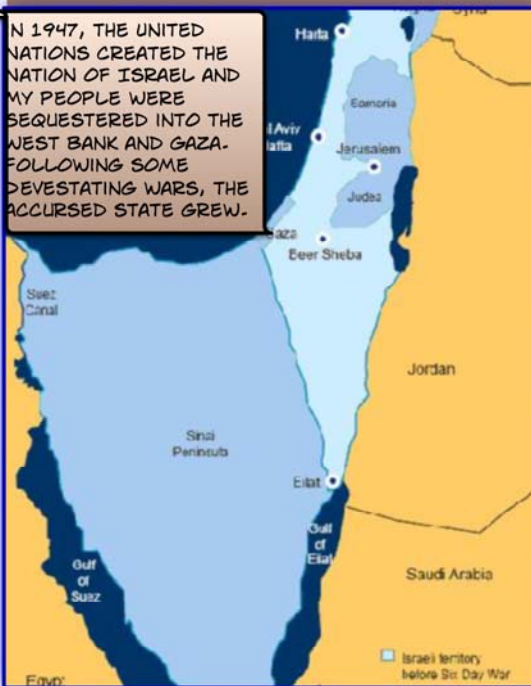 N 1947, THE UNITED
NATIONS CREATED THE
NATION OF ISRAEL AND
MY PEOPLE WERE
SEQUESTERED INTO THE
WEST BANK AND GAZA.
FOLLOWING SOME
DEVESTATING WARS, THE
ACCURSED STATE GREW.
Haifa
Samaria
l Aviv
Jaffa
Jerusalem
Judea
aza
Beer Sheba
Suez
Canal
Jordan
Sinai
Peninsula
Eilat
Gulf
of
Eilat
Gulf
of
Suez
Saudi Arabia
Israeli territory
before Six Day War
Egypt